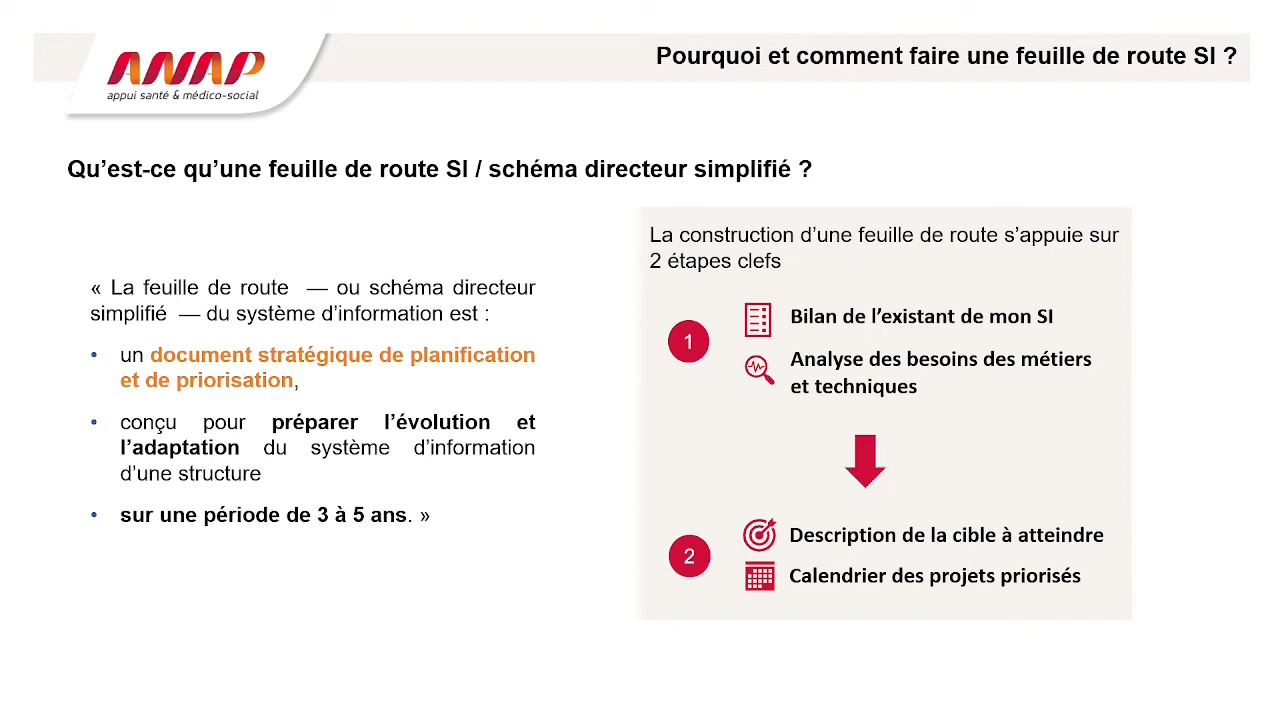 ANAP
appui santé & médico-social
Pourquoi et comment faire une feuille de route SI ?
Qu’est-ce qu’une feuille de route SI / schéma directeur simplifié ?
« La feuille de route — ou schéma directeur
simplifié — du système d’information est :
• un document stratégique de planification
et de priorisation,
• conçu pour préparer l’évolution et
l’adaptation du système d’information
d’une structure
• sur une période de 3 à 5 ans. »
La construction d’une feuille de route s’appuie sur
2 étapes clefs
1
Bilan de l’existant de mon SI
Analyse des besoins des métiers
et techniques
2
Description de la cible à atteindre
Calendrier des projets priorisés